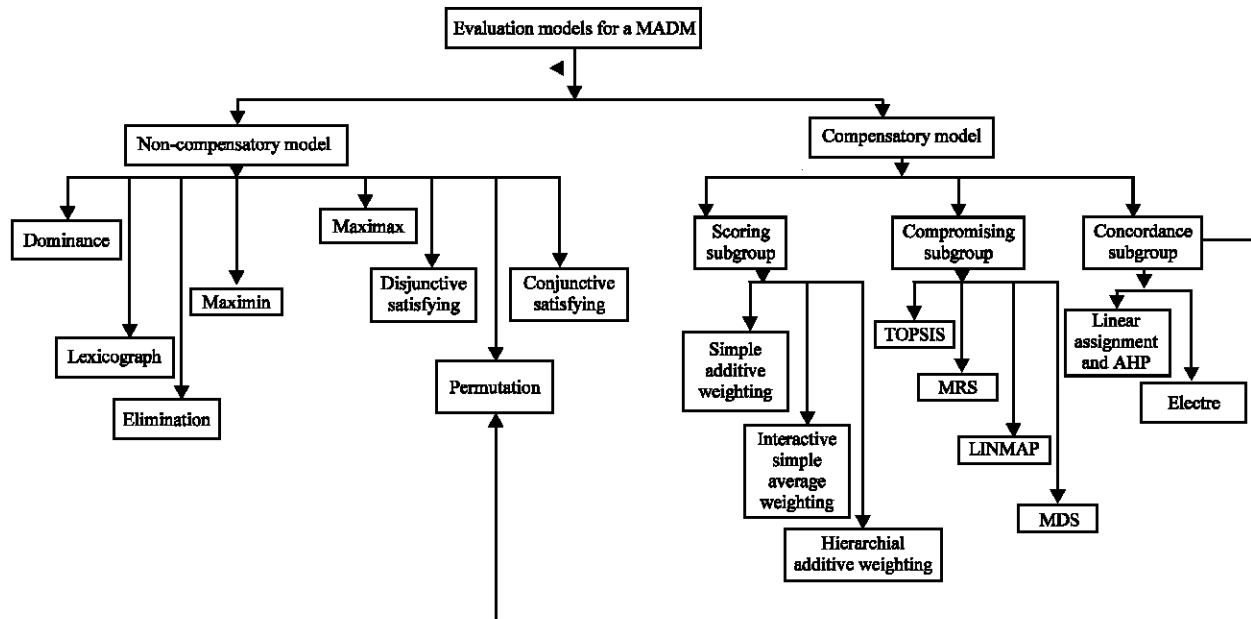 Evaluation models for a MADM
Non-compensatory model
Compensatory model
Dominance
Lexicograph
Elimination
Maximin
Maximax
Disjunctive
satisfying
Permutation
Conjunctive
satisfying
Scoring
subgroup
Compromising
subgroup
Concordance
subgroup
Simple
additive
weighting
Interactive
simple
average
weighting
Hierarchial
additive weighting
TOPSIS
MRS
LINMAP
MDS
Linear
assignment
and AHP
Electre